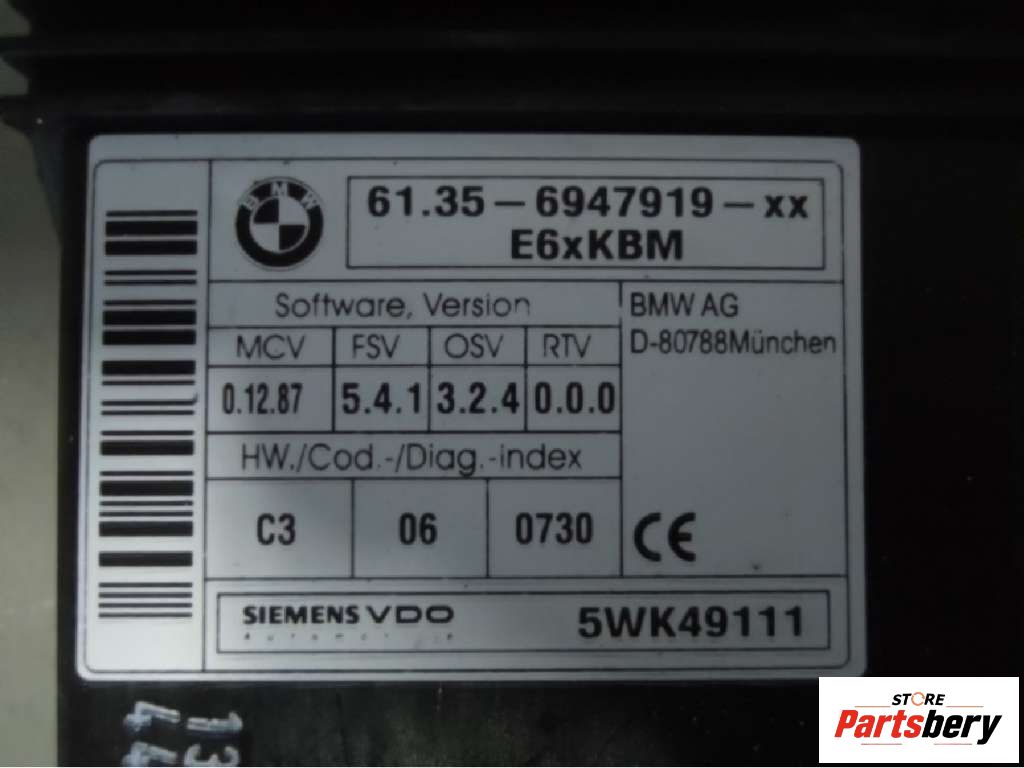 BMW
61.35 – 6947919 – xx
E6xKBM
Software, Version
MCV FSV OSV RTV
0.12.87 5.4.1 3.2.4 0.0.0
HW./Cod.-/Diag.-index
C3 06 0730
BMW AG
D-80788München
CE
SIEMENS VDO
Automotive
5WK49111
STORE
Partsbery